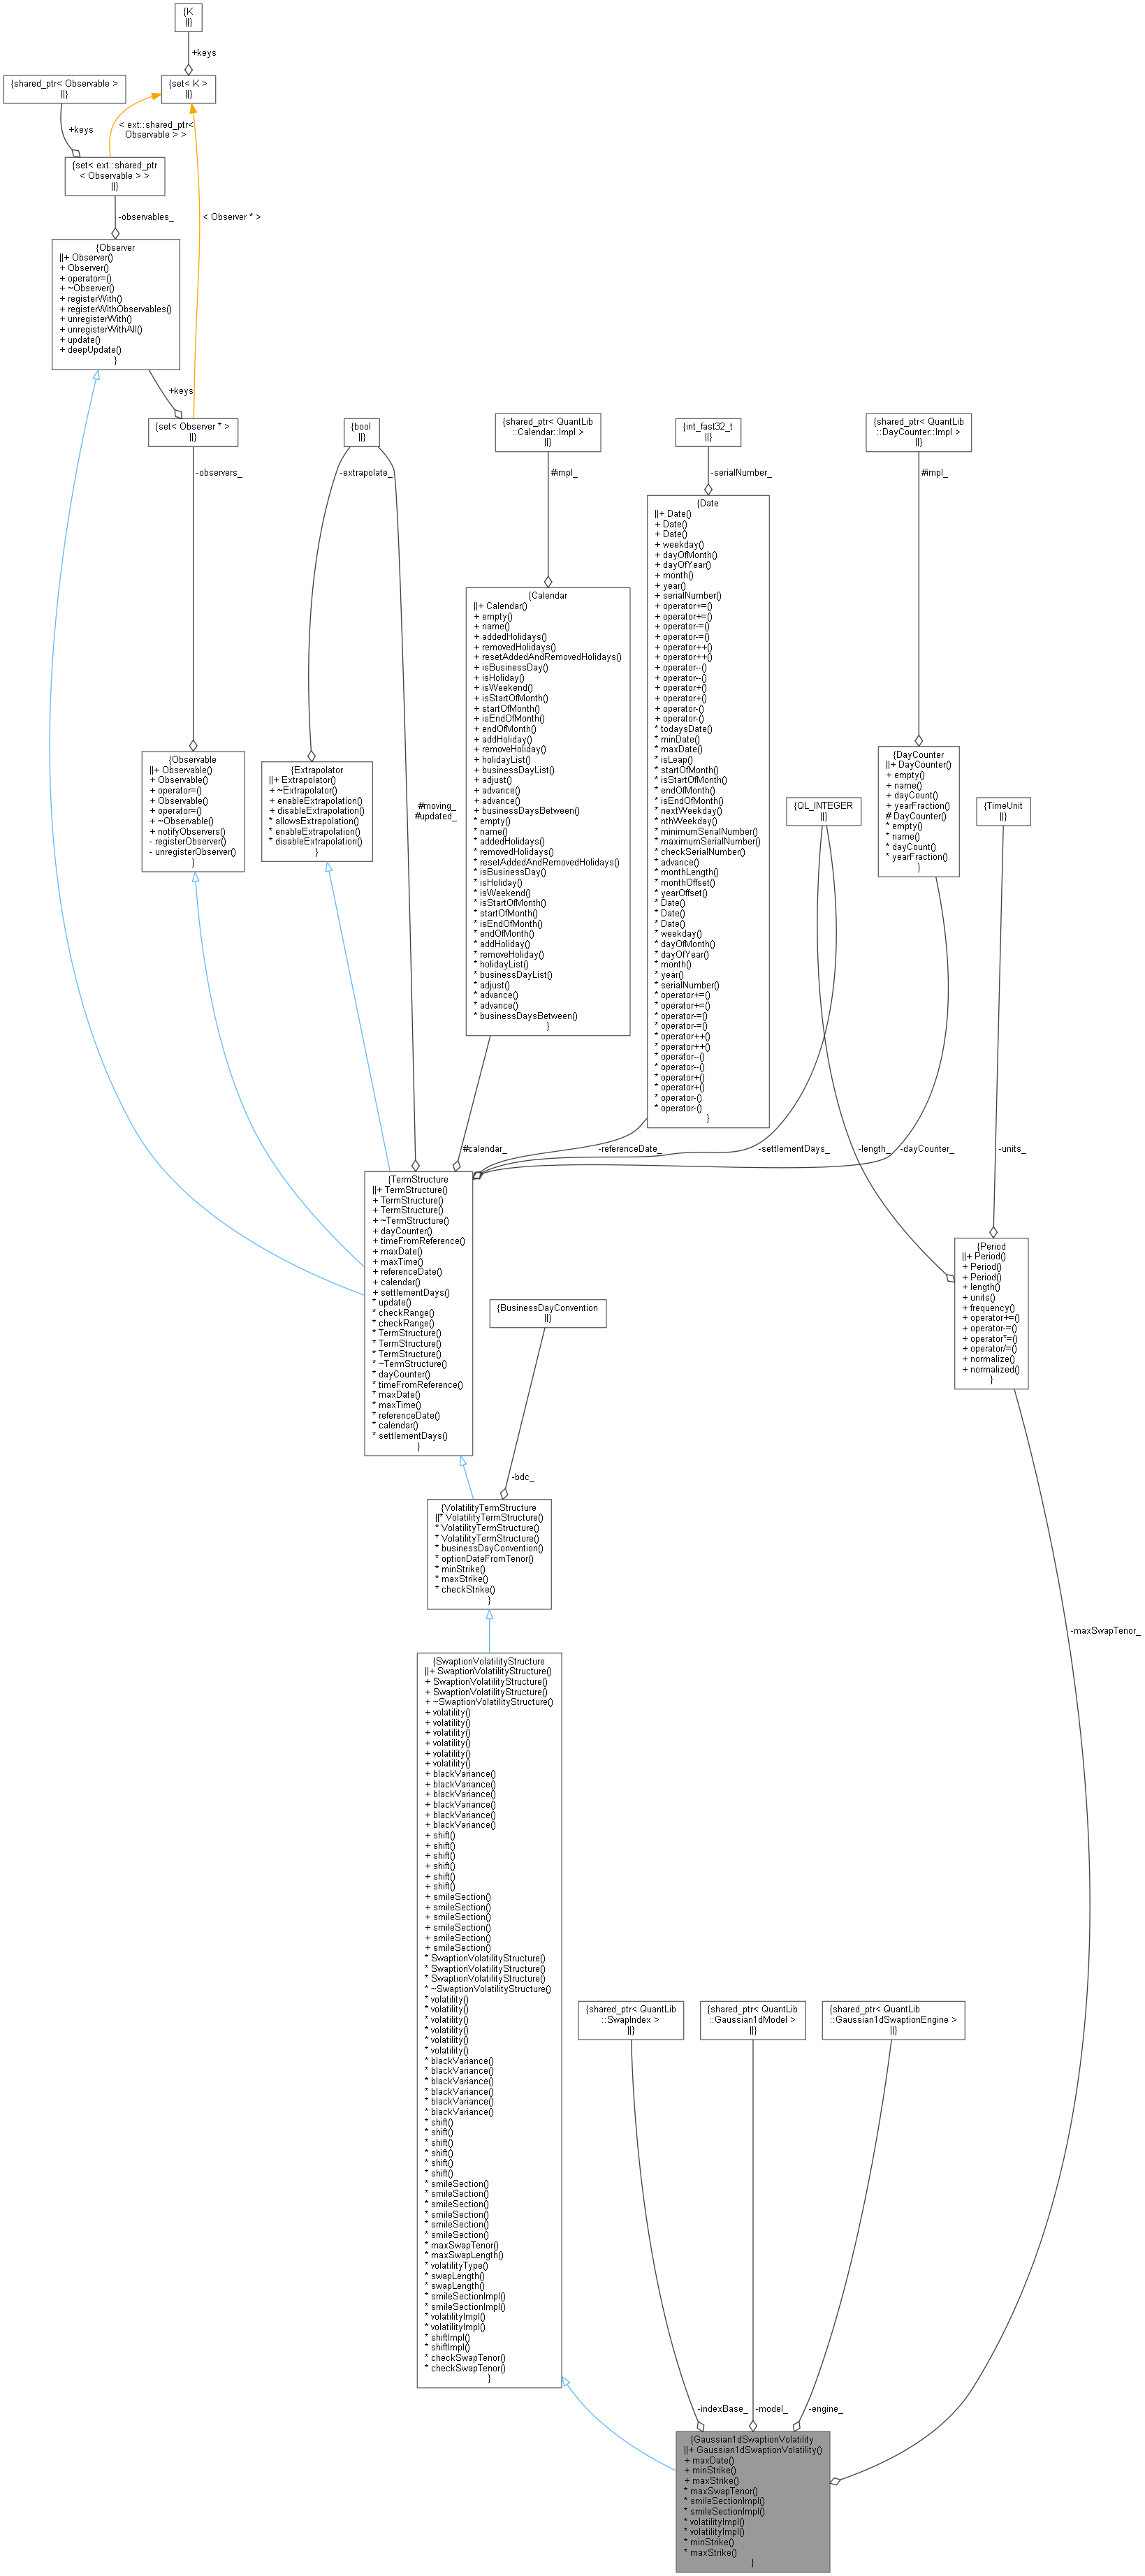 {K
||}
+keys
{shared_ptr< Observable >
||}
{set< K >
||}
+keys
< ext::shared_ptr<
Observable > >
{set< ext::shared_ptr
< Observable > >
||}
-observables_
< Observer * >
{Observer
||+ Observer()
+ Observer()
+ operator=()
+ ~Observer()
+ registerWith()
+ registerWithObservables()
+ unregisterWith()
+ unregisterWithAll()
+ update()
+ deepUpdate()
}
+keys
{set< Observer * >
||}
{bool
||}
{shared_ptr< QuantLib
::Calendar::Impl >
||}
{int_fast32_t
||}
{shared_ptr< QuantLib
::DayCounter::Impl >
||}
-observers_
-extrapolate_
#impl_
-serialNumber_
#impl_
{Date
||+ Date()
+ Date()
+ Date()
+ weekday()
+ dayOfMonth()
+ dayOfYear()
+ month()
+ year()
+ serialNumber()
+ operator+=()
+ operator+=()
+ operator-=()
+ operator-=()
+ operator++()
+ operator++()
+ operator--()
+ operator--()
+ operator+()
+ operator+()
+ operator-()
+ operator-()
* todaysDate()
* minDate()
* maxDate()
* isLeap()
* startOfMonth()
* isStartOfMonth()
* endOfMonth()
* isEndOfMonth()
* nextWeekday()
* nthWeekday()
* minimumSerialNumber()
* maximumSerialNumber()
* checkSerialNumber()
* advance()
* monthLength()
* monthOffset()
* yearOffset()
* Date()
* Date()
* Date()
* weekday()
* dayOfMonth()
* dayOfYear()
* month()
* year()
* serialNumber()
* operator+=()
* operator+=()
* operator-=()
* operator-=()
* operator++()
* operator++()
* operator--()
* operator--()
* operator+()
* operator+()
* operator-()
* operator-()
}
{Calendar
||+ Calendar()
+ empty()
+ name()
+ addedHolidays()
+ removedHolidays()
+ resetAddedAndRemovedHolidays()
+ isBusinessDay()
+ isHoliday()
+ isWeekend()
+ isStartOfMonth()
+ startOfMonth()
+ isEndOfMonth()
+ endOfMonth()
+ addHoliday()
+ removeHoliday()
+ holidayList()
+ businessDayList()
+ adjust()
+ advance()
+ advance()
+ businessDaysBetween()
* empty()
* name()
* addedHolidays()
* removedHolidays()
* resetAddedAndRemovedHolidays()
* isBusinessDay()
* isHoliday()
* isWeekend()
* isStartOfMonth()
* startOfMonth()
* isEndOfMonth()
* endOfMonth()
* addHoliday()
* removeHoliday()
* holidayList()
* businessDayList()
* adjust()
* advance()
* advance()
* businessDaysBetween()
}
{Observable
||+ Observable()
+ Observable()
+ operator=()
+ Observable()
+ operator=()
+ ~Observable()
+ notifyObservers()
- registerObserver()
- unregisterObserver()
}
{Extrapolator
||+ Extrapolator()
+ ~Extrapolator()
+ enableExtrapolation()
+ disableExtrapolation()
* allowsExtrapolation()
* enableExtrapolation()
* disableExtrapolation()
}
#moving_
#updated_
{QL_INTEGER
||}
{DayCounter
||+ DayCounter()
+ empty()
+ name()
+ dayCount()
+ yearFraction()
# DayCounter()
* empty()
* name()
* dayCount()
* yearFraction()
}
{TimeUnit
||}
#calendar_
-referenceDate_
-settlementDays_
-length_
-dayCounter_
-units_
{TermStructure
||+ TermStructure()
+ TermStructure()
+ TermStructure()
+ ~TermStructure()
+ dayCounter()
+ timeFromReference()
+ maxDate()
+ maxTime()
+ referenceDate()
+ calendar()
+ settlementDays()
* update()
* checkRange()
* checkRange()
* TermStructure()
* TermStructure()
* TermStructure()
* ~TermStructure()
* dayCounter()
* timeFromReference()
* maxDate()
* maxTime()
* referenceDate()
* calendar()
* settlementDays()
}
{Period
||+ Period()
+ Period()
+ Period()
+ length()
+ units()
+ frequency()
+ operator+=()
+ operator-=()
+ operator*=()
+ operator/=()
+ normalize()
+ normalized()
}
{BusinessDayConvention
||}
-bdc_
{VolatilityTermStructure
||* VolatilityTermStructure()
* VolatilityTermStructure()
* VolatilityTermStructure()
* businessDayConvention()
* optionDateFromTenor()
* minStrike()
* maxStrike()
* checkStrike()
}
-maxSwapTenor_
{SwaptionVolatilityStructure
||+ SwaptionVolatilityStructure()
+ SwaptionVolatilityStructure()
+ SwaptionVolatilityStructure()
+ ~SwaptionVolatilityStructure()
+ volatility()
+ volatility()
+ volatility()
+ volatility()
+ volatility()
+ volatility()
+ blackVariance()
+ blackVariance()
+ blackVariance()
+ blackVariance()
+ blackVariance()
+ blackVariance()
+ shift()
+ shift()
+ shift()
+ shift()
+ shift()
+ shift()
+ smileSection()
+ smileSection()
+ smileSection()
+ smileSection()
+ smileSection()
+ smileSection()
* SwaptionVolatilityStructure()
* SwaptionVolatilityStructure()
* SwaptionVolatilityStructure()
* ~SwaptionVolatilityStructure()
* volatility()
* volatility()
* volatility()
* volatility()
* volatility()
* volatility()
* blackVariance()
* blackVariance()
* blackVariance()
* blackVariance()
* blackVariance()
* blackVariance()
* shift()
* shift()
* shift()
* shift()
* shift()
* shift()
* smileSection()
* smileSection()
* smileSection()
* smileSection()
* smileSection()
* smileSection()
* maxSwapTenor()
* maxSwapLength()
* volatilityType()
* swapLength()
* swapLength()
* smileSectionImpl()
* smileSectionImpl()
* volatilityImpl()
* volatilityImpl()
* shiftImpl()
* shiftImpl()
* checkSwapTenor()
* checkSwapTenor()
}
{shared_ptr< QuantLib
::SwapIndex >
||}
{shared_ptr< QuantLib
::Gaussian1dModel >
||}
{shared_ptr< QuantLib
::Gaussian1dSwaptionEngine >
||}
-indexBase_
-model_
-engine_
{Gaussian1dSwaptionVolatility
||+ Gaussian1dSwaptionVolatility()
+ maxDate()
+ minStrike()
+ maxStrike()
* maxSwapTenor()
* smileSectionImpl()
* smileSectionImpl()
* volatilityImpl()
* volatilityImpl()
* minStrike()
* maxStrike()
}